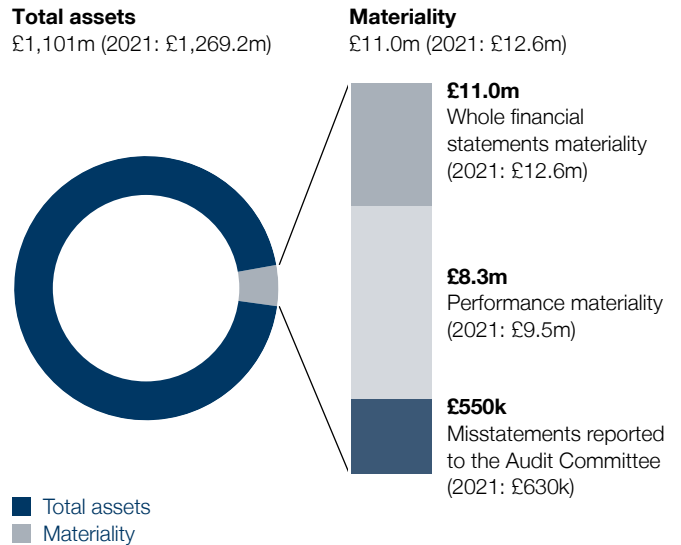 Total assets
£1,101m (2021: £1,269.2m)
Materiality
£11.0m (2021: £12.6m)
£11.0m
Whole financial
statements materiality
(2021: £12.6m)
£8.3m
Performance materiality
(2021: £9.5m)
£550k
Misstatements reported
to the Audit Committee
(2021: £630k)
Total assets
Materiality